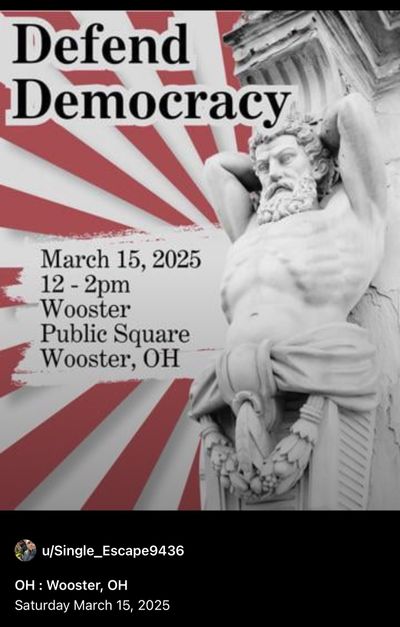 Defend
Democracy
March 15, 2025
12 - 2pm
Wooster
Public Square
Wooster, OH
u/Single_Escape9436
OH : Wooster, OH
Saturday March 15, 2025